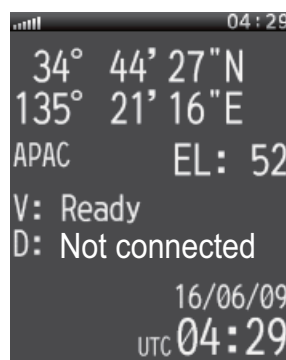 04:29
34° 44’ 27"N
135° 21’ 16"E
APAC EL: 52
V: Ready
D: Not connected
16/06/09
UTC 04:29